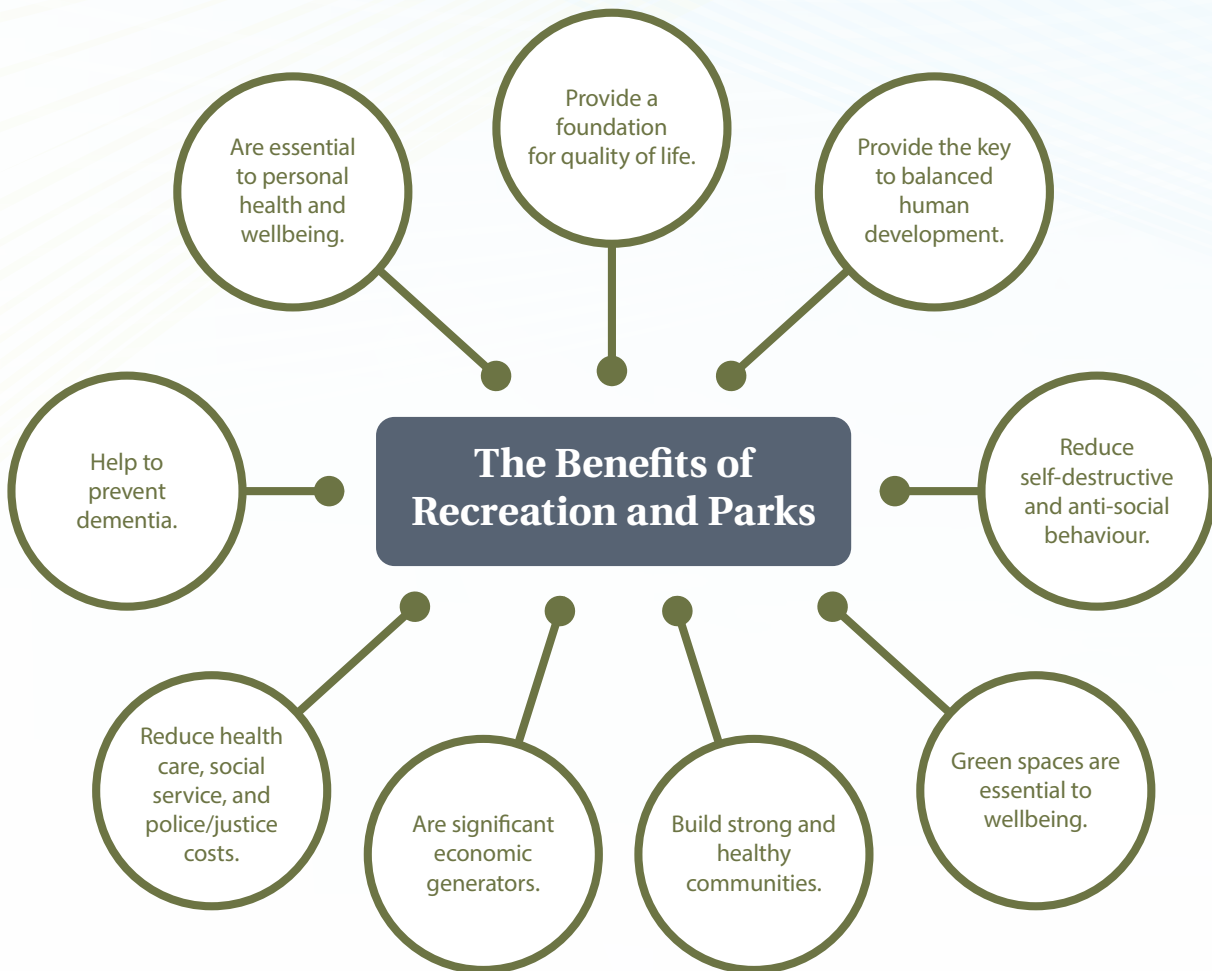 Provide a
foundation
for quality of life.
Are essential
to personal
health and
wellbeing.
Provide the key
to balanced
human
development.
Help to
prevent
dementia.
The Benefits of
Recreation and Parks
Reduce
self-destructive
and anti-social
behaviour.
Reduce health
care, social
service, and
police/justice
costs.
Are significant
economic
generators.
Build strong and
healthy
communities.
Green spaces are
essential to
wellbeing.